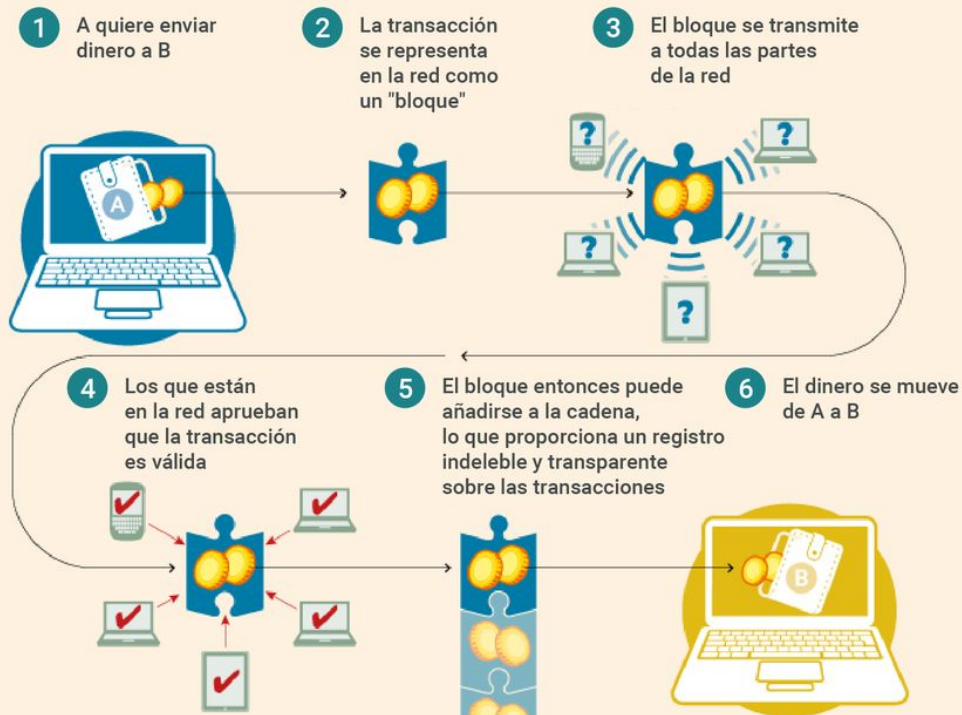 1
A quiere enviar
dinero a B
2
La transacción
se representa
en la red como
un "bloque"
3
El bloque se transmite
a todas las partes
de la red
A
?
?
?
?
?
4
Los que están
en la red aprueban
que la transacción
es válida
5
El bloque entonces puede
añadirse a la cadena,
lo que proporciona un registro
indeleble y transparente
sobre las transacciones
6
El dinero se mueve
de A a B
B